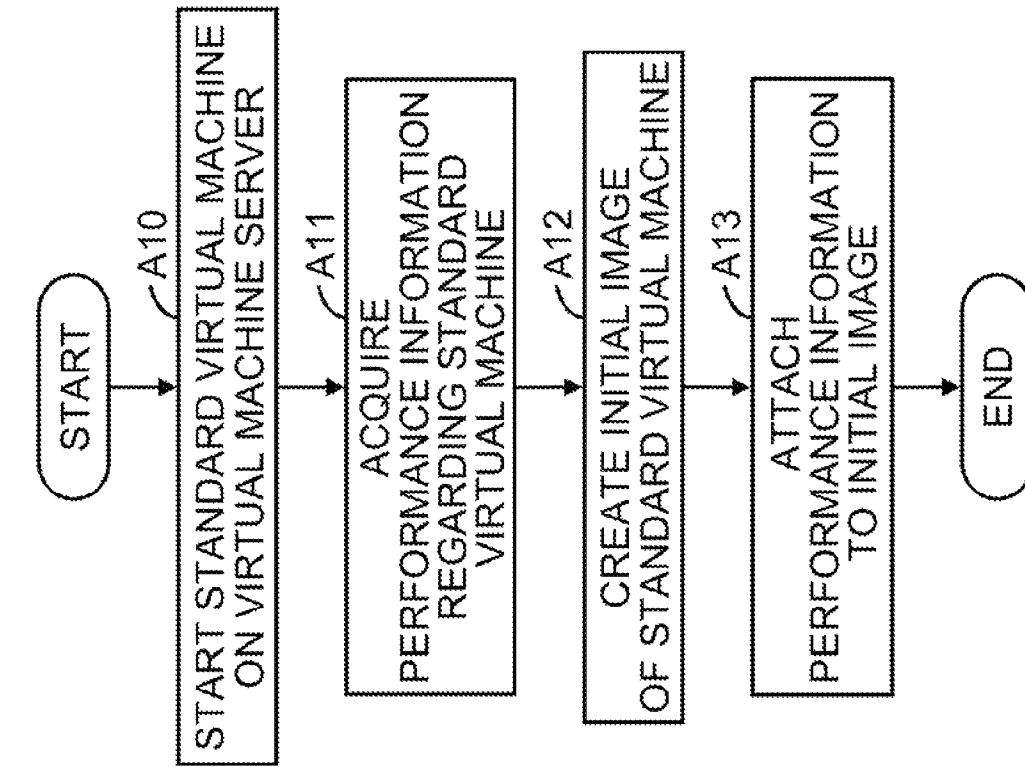 START
A10
START STANDARD VIRTUAL MACHINE
ON VIRTUAL MACHINE SERVER
A11
ACQUIRE
PERFORMANCE INFORMATION
REGARDING STANDARD
VIRTUAL MACHINE
A12
CREATE INITIAL IMAGE
OF STANDARD VIRTUAL MACHINE
A13
ATTACH
PERFORMANCE INFORMATION
TO INITIAL IMAGE
END